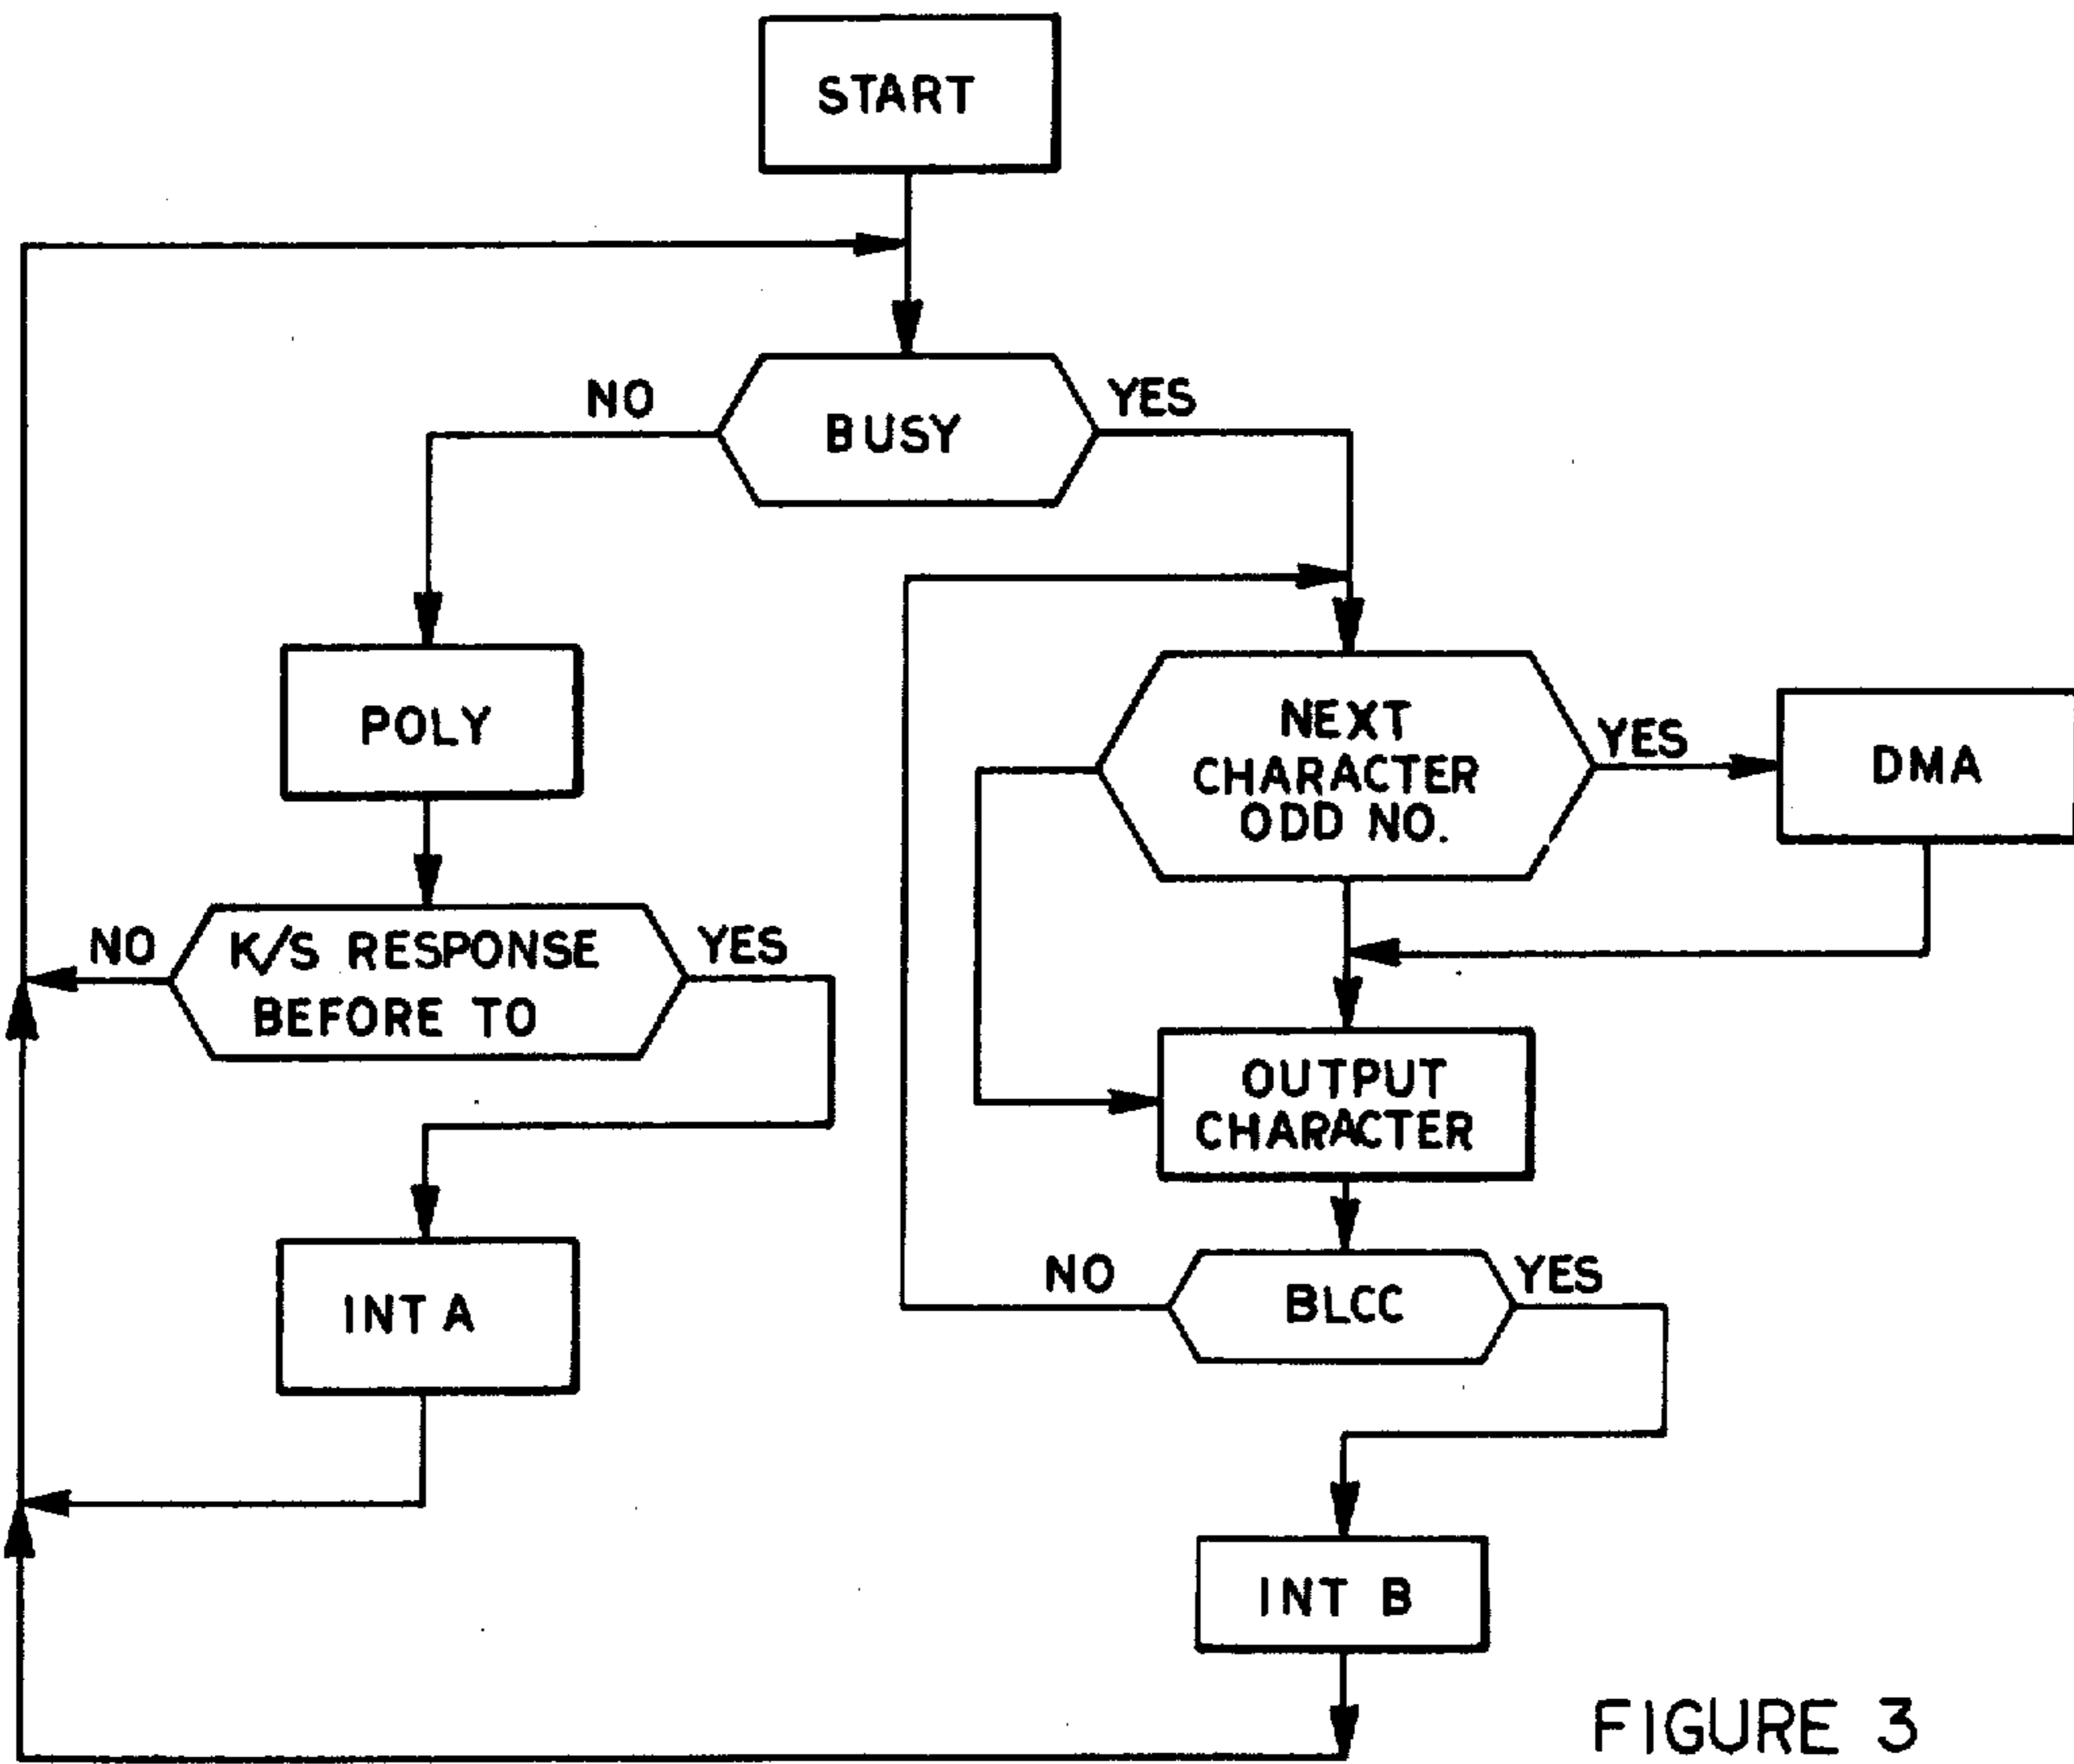 START
NO
BUSY
YES
POLY
NEXT
CHARACTER
ODD NO.
YES
DMA
NO
K/S RESPONSE
BEFORE TO
YES
OUTPUT
CHARACTER
INT A
NO
BLCC
YES
INT B
FIGURE 3